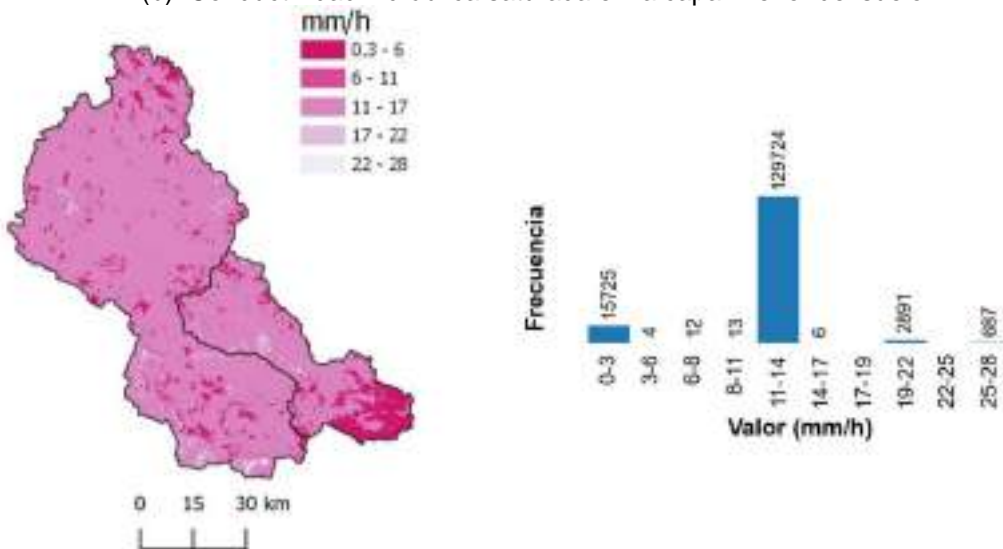 mm/h
0.3 - 6
6 - 11
11 - 17
17 - 22
22 - 28
0 15 30 km
Frecuencia
15725
4
12
13
129724
6
2891
687
0-3
3-6
6-8
8-11
11-14
14-17
17-19
19-22
22-25
25-28
Valor (mm/h)